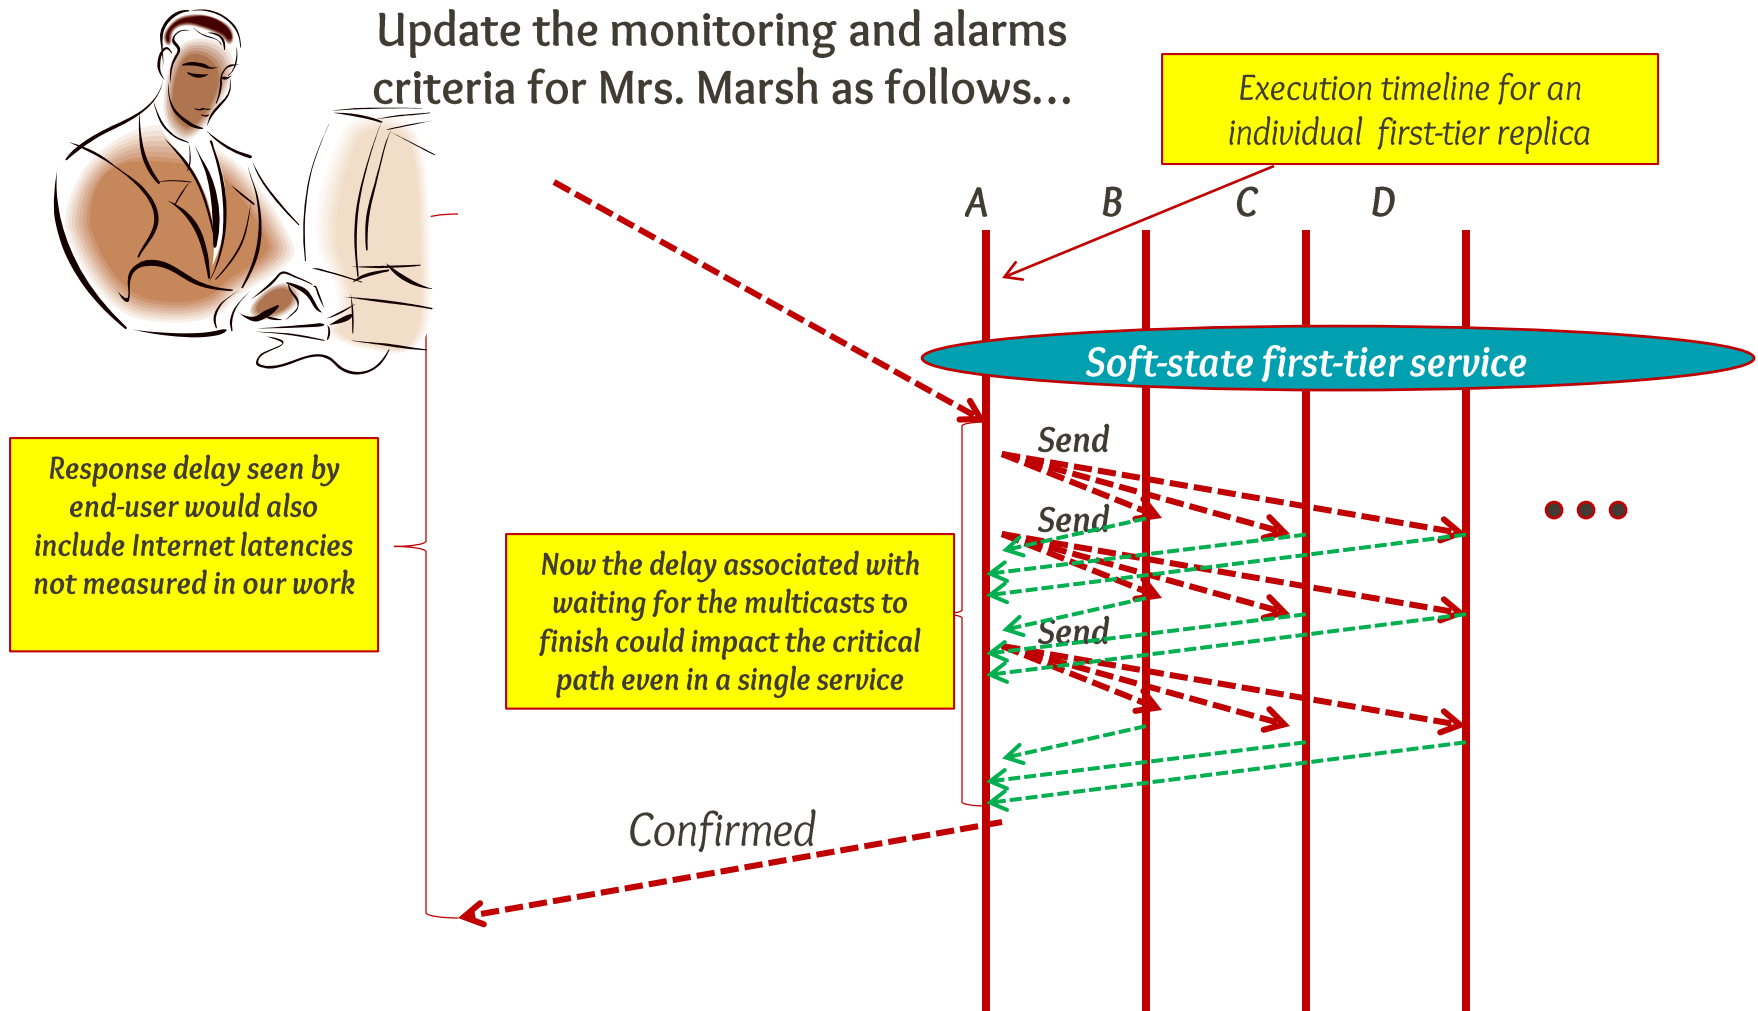 Update the monitoring and alarms
criteria for Mrs. Marsh as follows…
Execution timeline for an
individual first-tier replica
A B C D
Soft-state first-tier service
Send
Send
Send
Response delay seen by
end-user would also
include Internet latencies
not measured in our work
Now the delay associated with
waiting for the multicasts to
finish could impact the critical
path even in a single service
Confirmed